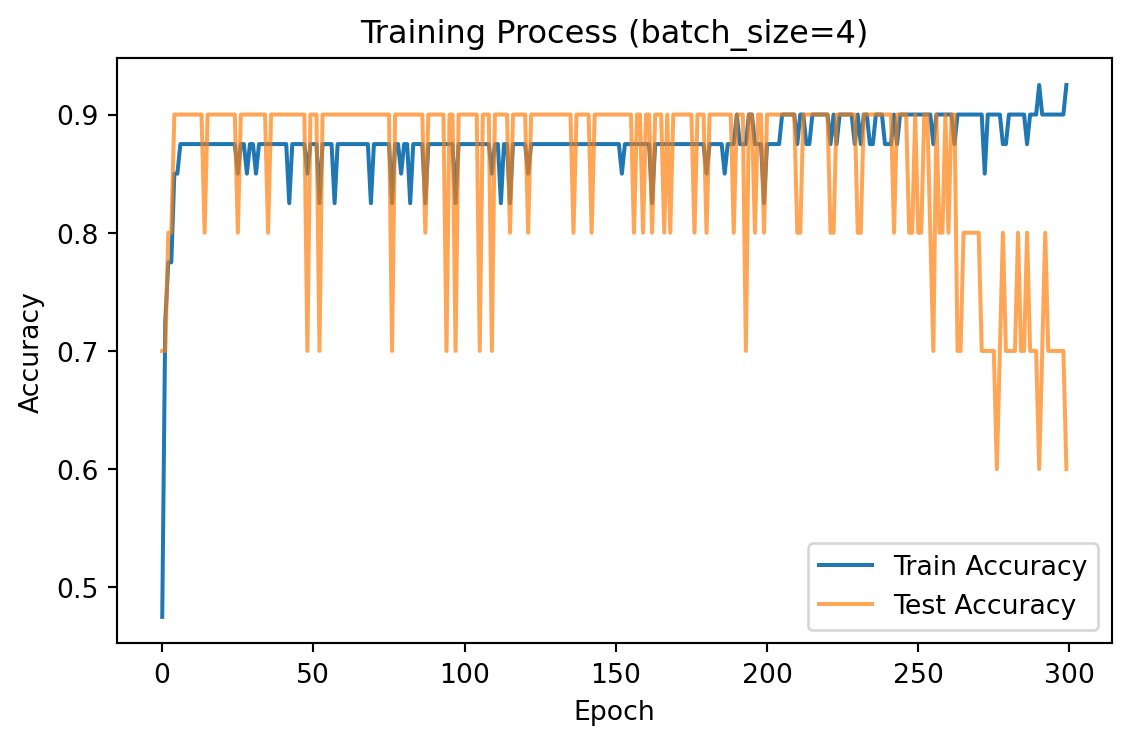 Training Process (batch_size=4)
Accuracy
0.9
0.8
0.7
0.6
0.5
0 50 100 150 200 250 300
Epoch
Train Accuracy
Test Accuracy